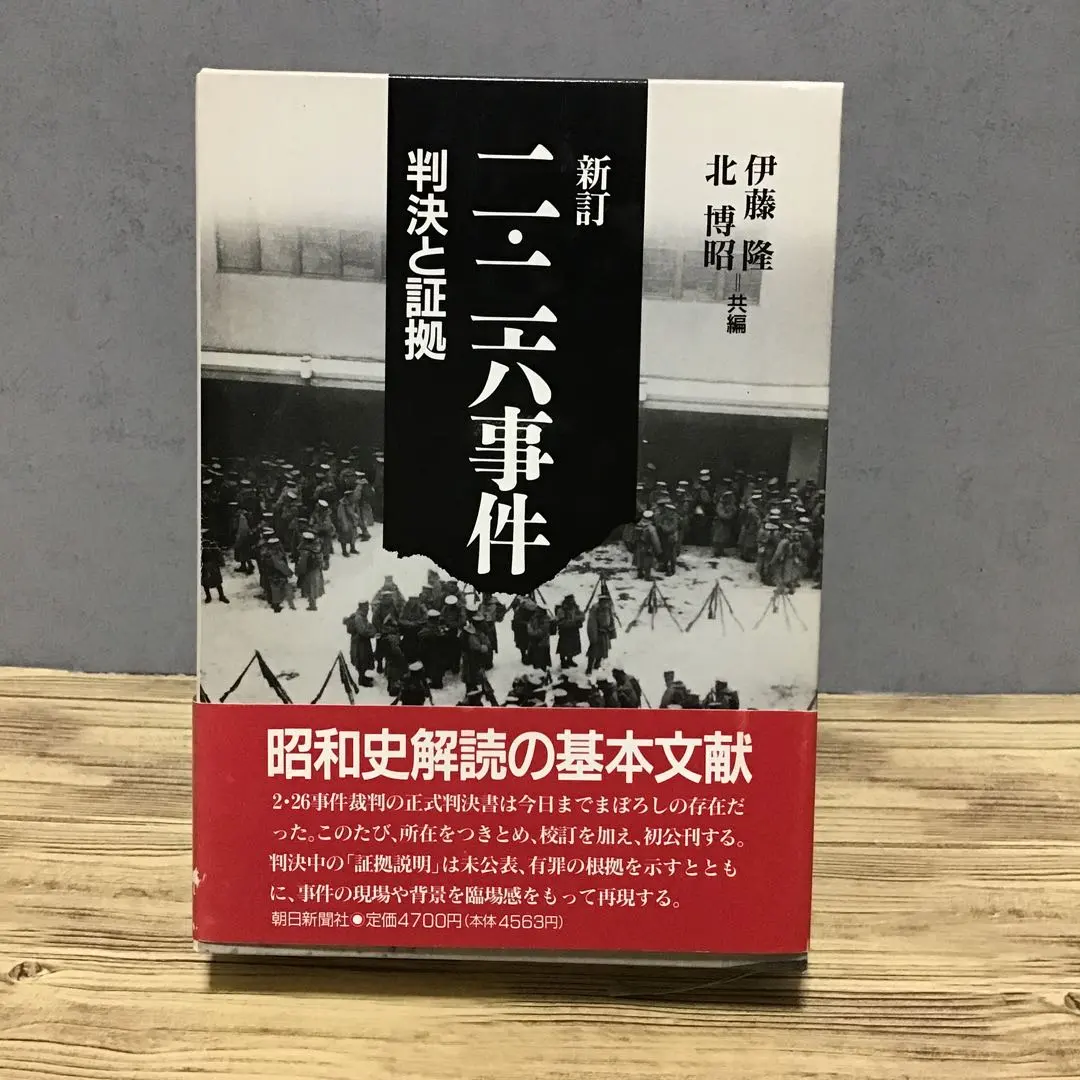 伊藤 隆
北 博昭
=共編
新訂
二・二六事件
判決と証拠
昭和史解読の基本文献
2・26事件裁判の正式判決書は今日までまぼろしの存在だ
った。このたび、所在をつきとめ、校訂を加え、初公刊する。
判決中の「証拠説明」は未公表、有罪の根拠を示すととも
に、事件の現場や背景を臨場感をもって再現する。
朝日新聞社●定価4700円(本体4563円)